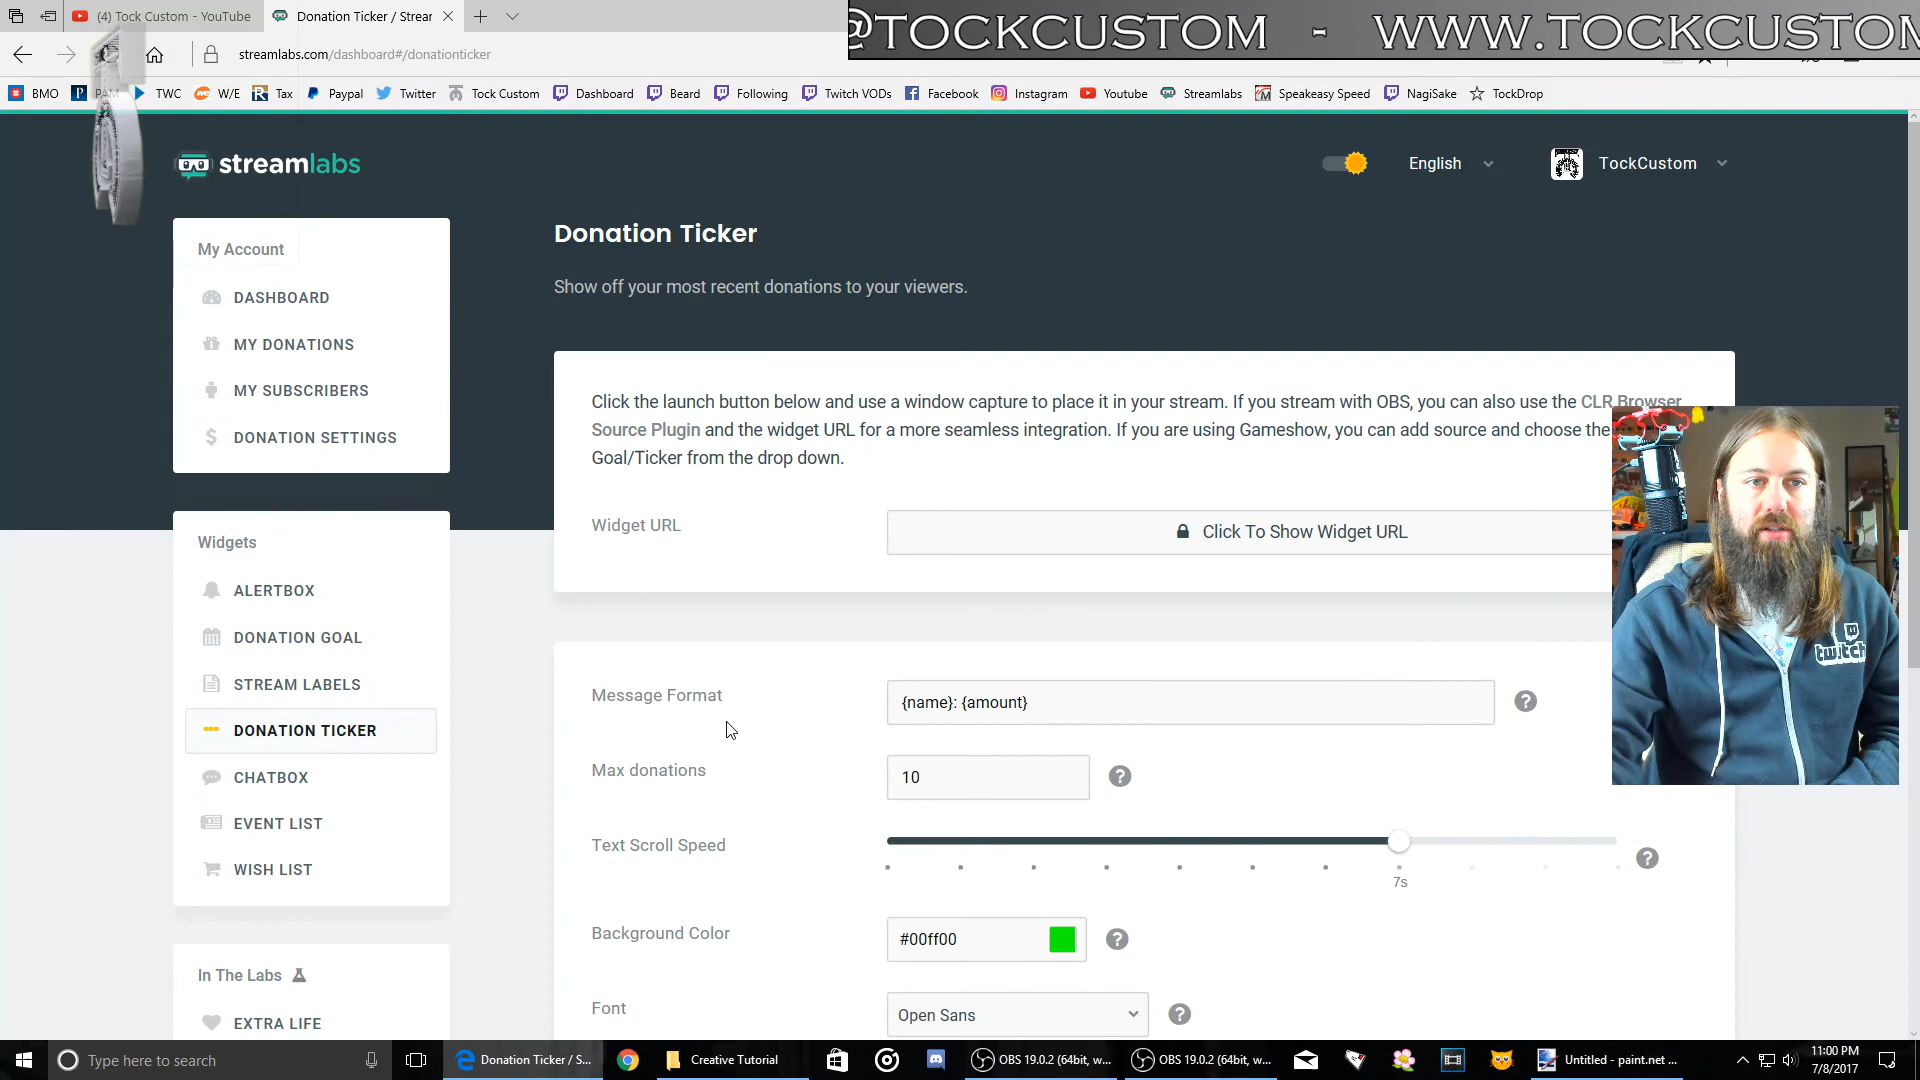 (4) Tock Custom - YouTube
Donation Ticker / Strear
@TOCKCUSTOM - WWW.TOCKCUSTOM
streamlabs.com/dashboard#/donationticker
BMO
TWC
W/E
Tax
Paypal
Twitter
Tock Custom
Dashboard
Beard
Following
Twitch VODs
Facebook
Instagram
Youtube
Streamlabs
Speakeasy Speed
NagiSake
TockDrop
streamlabs
English
TockCustom
My Account
DASHBOARD
MY DONATIONS
MY SUBSCRIBERS
DONATION SETTINGS
Widgets
ALERTBOX
DONATION GOAL
STREAM LABELS
DONATION TICKER
CHATBOX
EVENT LIST
WISH LIST
In The Labs
EXTRA LIFE
Donation Ticker
Show off your most recent donations to your viewers.
Click the launch button below and use a window capture to place it in your stream. If you stream with OBS, you can also use the CLR Browser
Source Plugin and the widget URL for a more seamless integration. If you are using Gameshow, you can add source and choose the
Goal/Ticker from the drop down.
Widget URL
Click To Show Widget URL
Message Format
{name}: {amount}
Max donations
10
Text Scroll Speed
7s
Background Color
#00ff00
Font
Open Sans
twitch
Type here to search
Donation Ticker / S...
Creative Tutorial
OBS 19.0.2 (64bit, w...
OBS 19.0.2 (64bit, w...
Untitled - paint.net ...
11:00 PM
7/8/2017